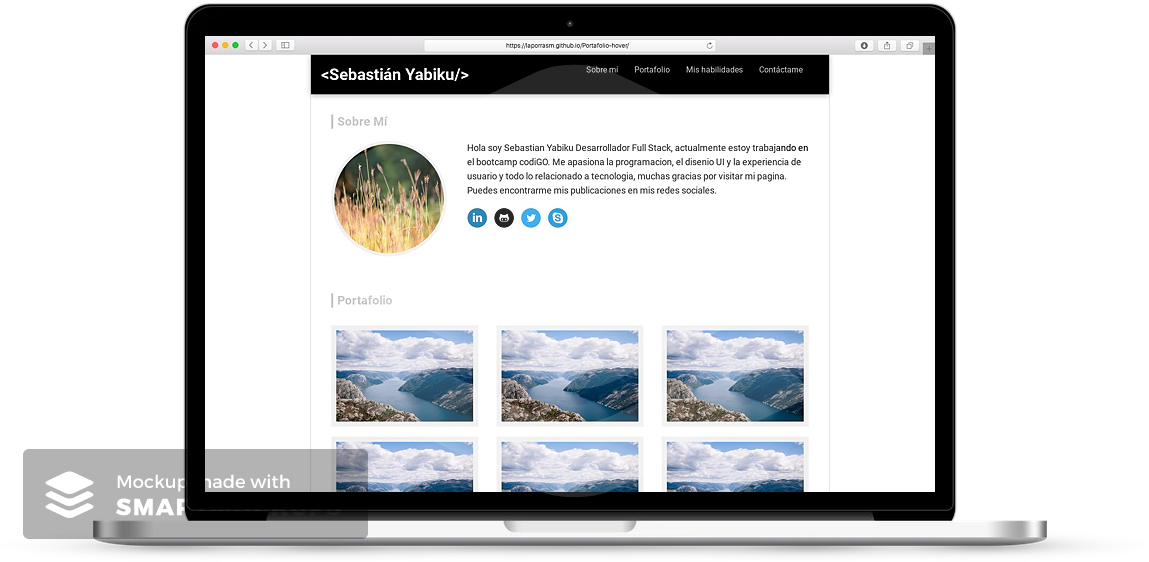 https://laporrasm.github.io/Portafolio-hover/
<Sebastián Yabiku/>
Sobre mí
Portafolio
Mis habilidades
Contáctame
Sobre Mí
Hola soy Sebastian Yabiku Desarrollador Full Stack, actualmente estoy trabajando en
el bootcamp codiGO. Me apasiona la programacion, el disenio UI y la experiencia de
usuario y todo lo relacionado a tecnologia, muchas gracias por visitar mi pagina.
Puedes encontrarme mis publicaciones en mis redes sociales.
in
Portafolio
Mockup made with
SMARTMOCKUPS